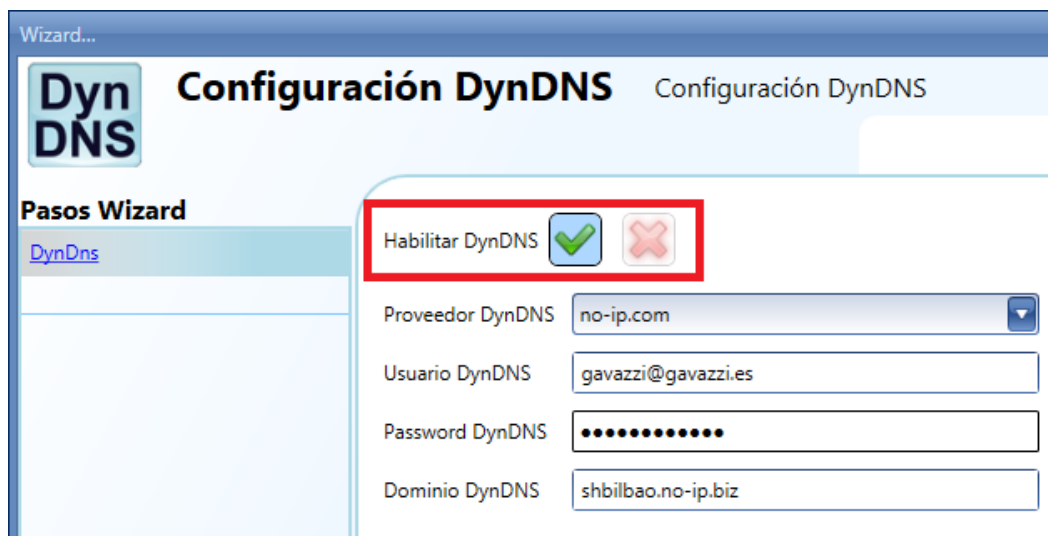 Wizard...
Dyn
DNS
Configuración DynDNS
Configuración DynDNS
Pasos Wizard
DynDns
Habilitar DynDNS
Proveedor DynDNS no-ip.com
Usuario DynDNS gavazzi@gavazzi.es
Password DynDNS ••••••••••••
Dominio DynDNS shbilbao.no-ip.biz